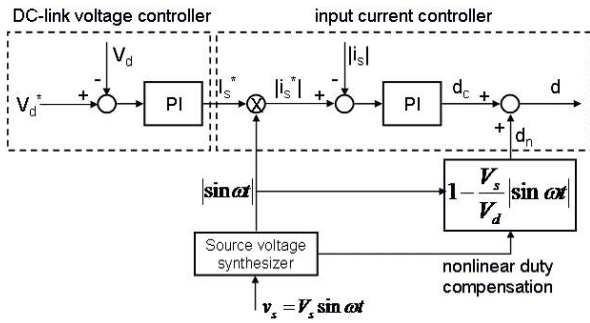 DC-link voltage controller
input current controller
V_d
|i_s|
-
-
V_d^*
+
PI
I_s^*
X
|i_s^*|
+
PI
d_c
+
d
+
d_n
|sin ωt|
1 - V_s/V_d |sin ωt|
Source voltage
synthesizer
nonlinear duty
compensation
v_s = V_s sin ωt